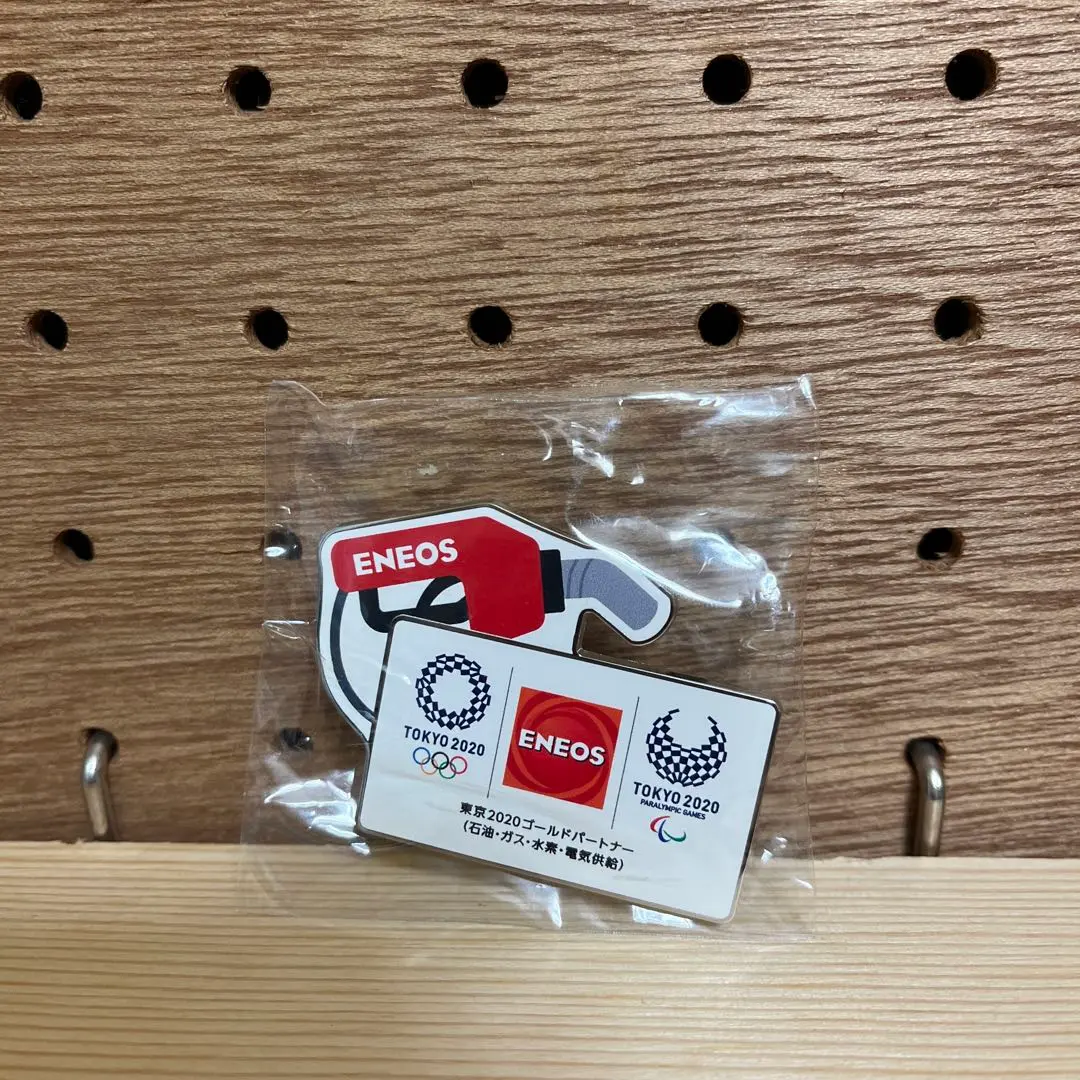 ENEOS
TOKYO 2020
ENEOS
TOKYO 2020
PARALYMPIC GAMES
東京2020ゴールドパートナー
(石油・ガス・水素・電気供給)